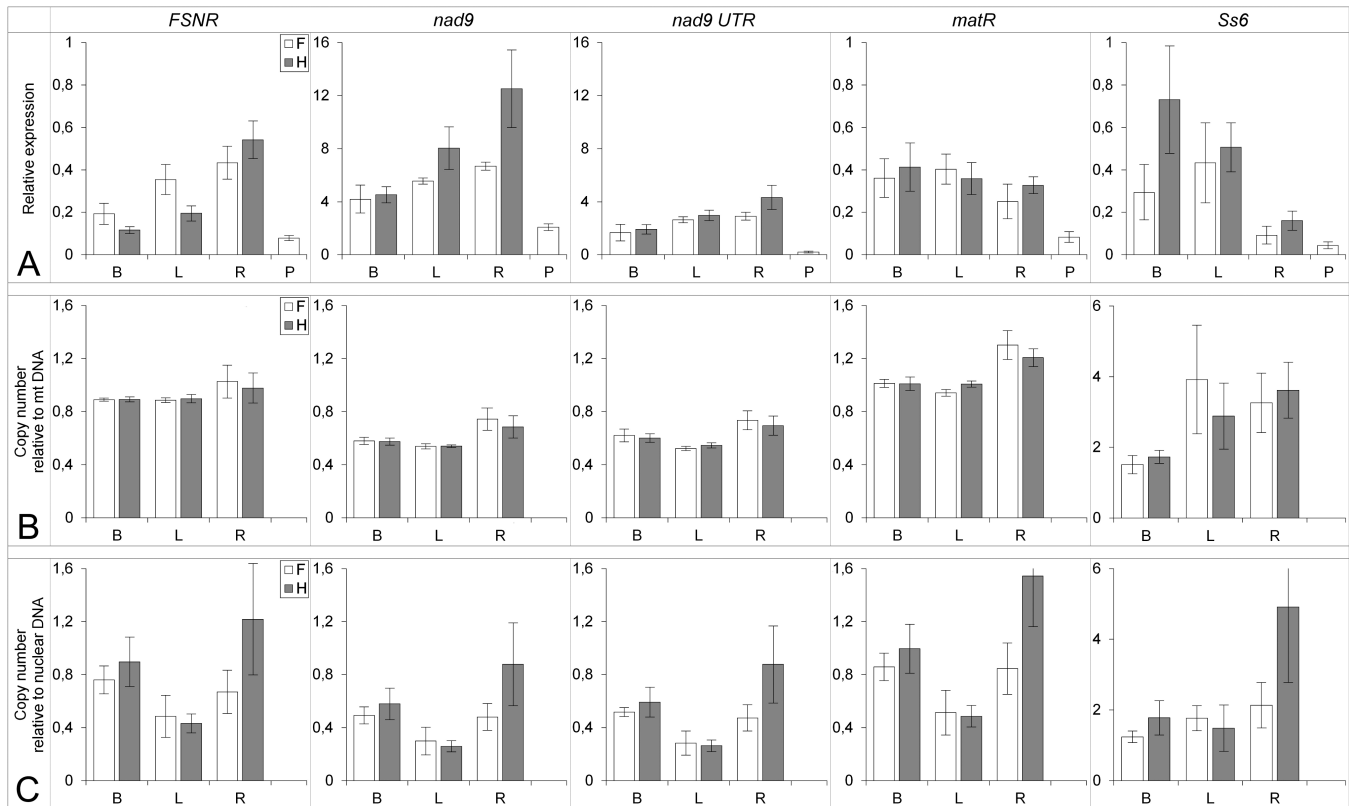 FSNR nad9 nad9 UTR matR Ss6
A
Relative expression
F
H
1
0,8
0,6
0,4
0,2
0
B L R P
16
12
8
4
0
B L R P
16
12
8
4
0
B L R P
1
0,8
0,6
0,4
0,2
0
B L R P
1
0,8
0,6
0,4
0,2
0
B L R P
B
Copy number
relative to mt DNA
F
H
1,6
1,2
0,8
0,4
0
B L R
1,6
1,2
0,8
0,4
0
B L R
1,6
1,2
0,8
0,4
0
B L R
1,6
1,2
0,8
0,4
0
B L R
6
4
2
0
B L R
C
Copy number
relative to nuclear DNA
F
H
1,6
1,2
0,8
0,4
0
B L R
1,6
1,2
0,8
0,4
0
B L R
1,6
1,2
0,8
0,4
0
B L R
1,6
1,2
0,8
0,4
0
B L R
6
4
2
0
B L R